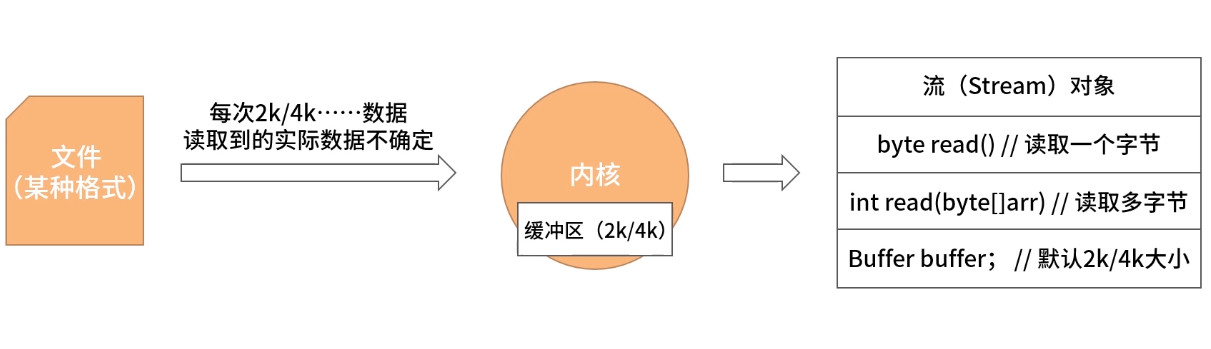 文件
（某种格式）
每次2k/4k……数据
读取到的实际数据不确定
内核
缓冲区（2k/4k）
流（Stream）对象
byte read() // 读取一个字节
int read(byte[]arr) // 读取多字节
Buffer buffer； // 默认2k/4k大小